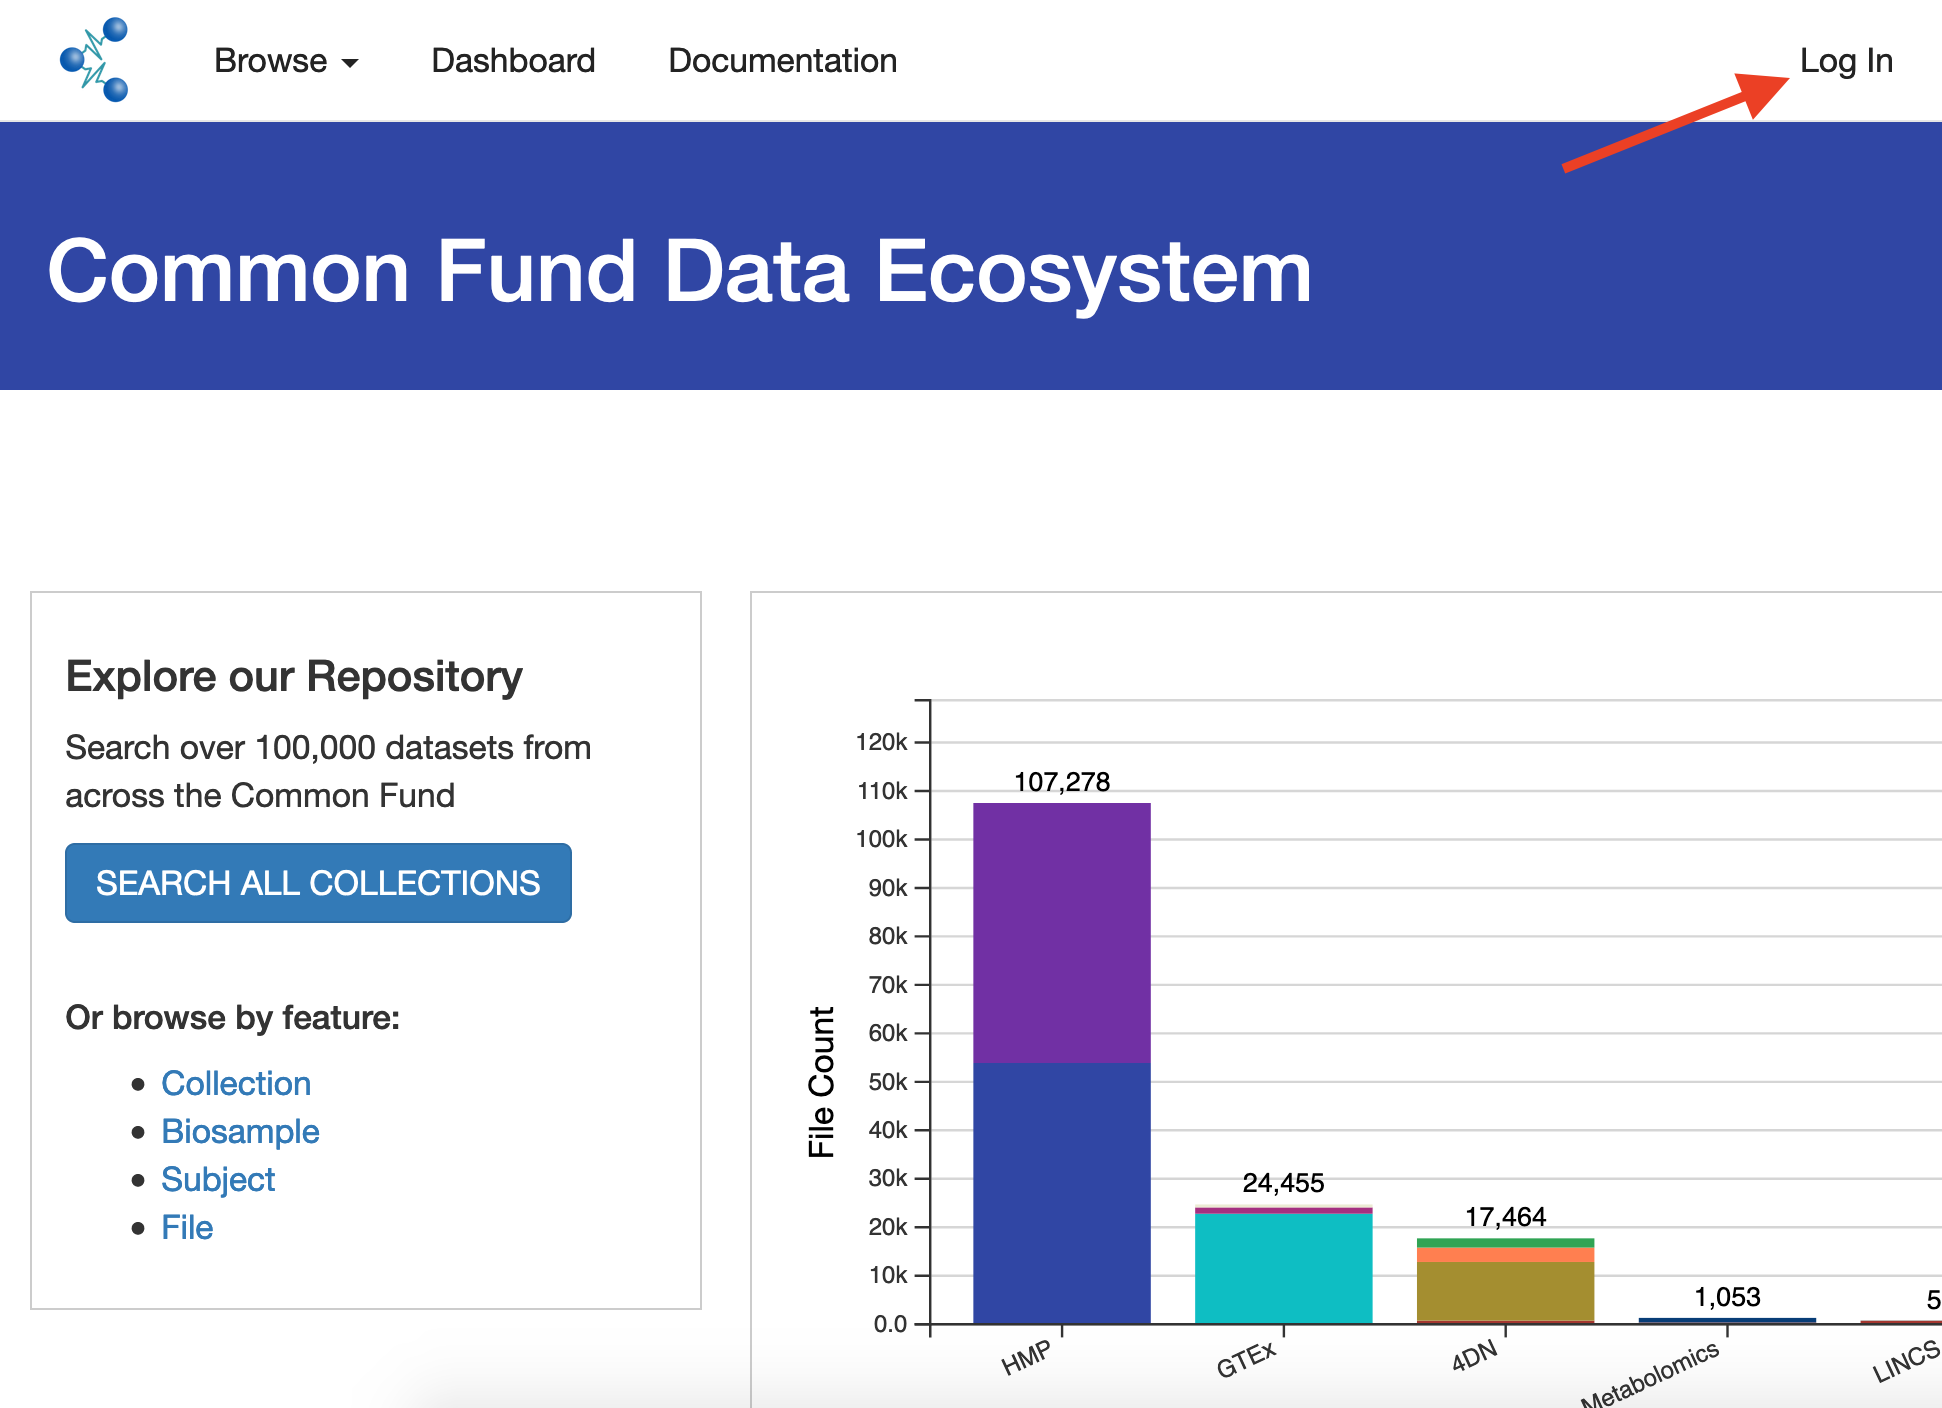 Browse Dashboard Documentation Log In
Common Fund Data Ecosystem
Explore our Repository
Search over 100,000 datasets from
across the Common Fund
SEARCH ALL COLLECTIONS
Or browse by feature:
Collection
Biosample
Subject
File
File Count
120k
110k
100k
90k
80k
70k
60k
50k
40k
30k
20k
10k
0.0
107,278
24,455
17,464
1,053
5
HMP
GTEx
4DN
Metabolomics
LINCS